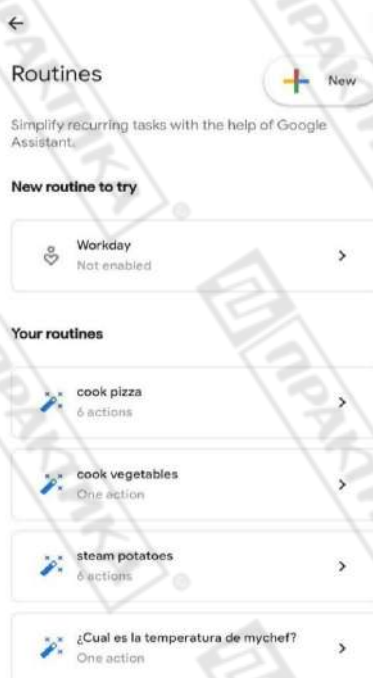 Routines
New
Simplify recurring tasks with the help of Google
Assistant.
New routine to try
Workday
Not enabled
Your routines
cook pizza
6 actions
cook vegetables
One action
steam potatoes
6 actions
¿Cual es la temperatura de mychef?
One action
ПРАКТИКА